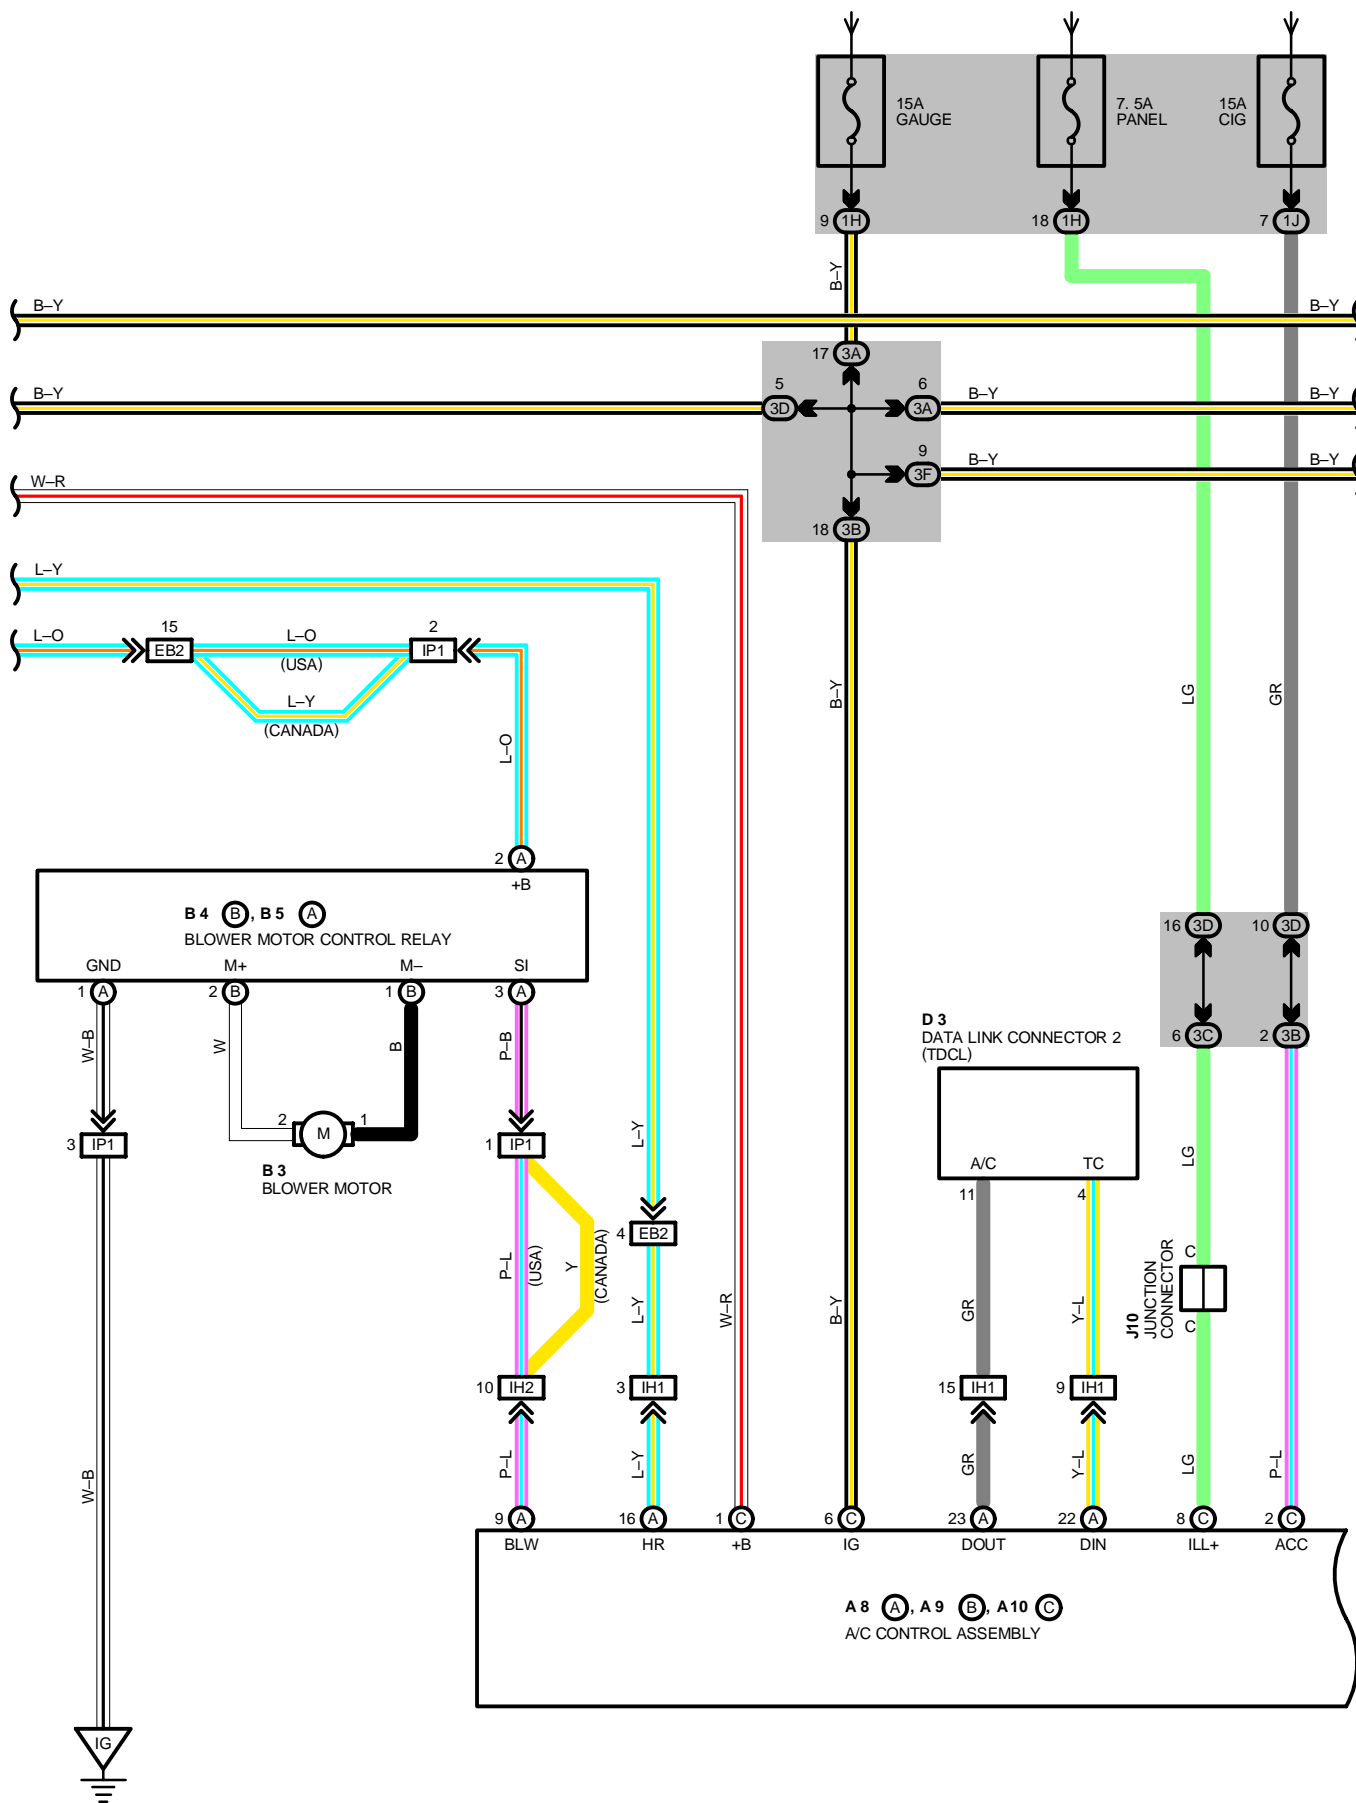 15A
GAUGE
7. 5A
PANEL
15A
CIG
9 1H
18 1H
7 1J
B–Y
B–Y
B–Y
17 3A
B–Y
5
3D
6
3A
B–Y
B–Y
9
3F
B–Y
B–Y
W–R
18 3B
L–Y
L–O
15
EB2
L–O
(USA)
2
IP1
L–Y
(CANADA)
L–O
B–Y
LG
GR
2 A
+B
B 4 B, B 5 A
BLOWER MOTOR CONTROL RELAY
GND
M+
M–
SI
1 A
2 B
1 B
3 A
16 3D
10 3D
6 3C
2 3B
W–B
W
B
P–B
D 3
DATA LINK CONNECTOR 2
(TDCL)
A/C
TC
11
4
3 IP1
2
M
1
B 3
BLOWER MOTOR
1 IP1
L–Y
LG
4 EB2
P–L
(USA)
Y
(CANADA)
L–Y
W–R
B–Y
GR
Y–L
J10
JUNCTION
CONNECTOR
C
C
10 IH2
3 IH1
15 IH1
9 IH1
W–B
P–L
L–Y
GR
Y–L
LG
P–L
9 A
16 A
1 C
6 C
23 A
22 A
8 C
2 C
BLW
HR
+B
IG
DOUT
DIN
ILL+
ACC
A 8 A, A 9 B, A 10 C
A/C CONTROL ASSEMBLY
IG